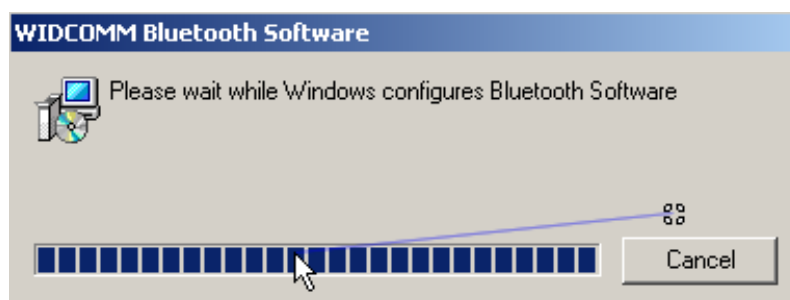 WIDCOMM Bluetooth Software
Please wait while Windows configures Bluetooth Software
Cancel